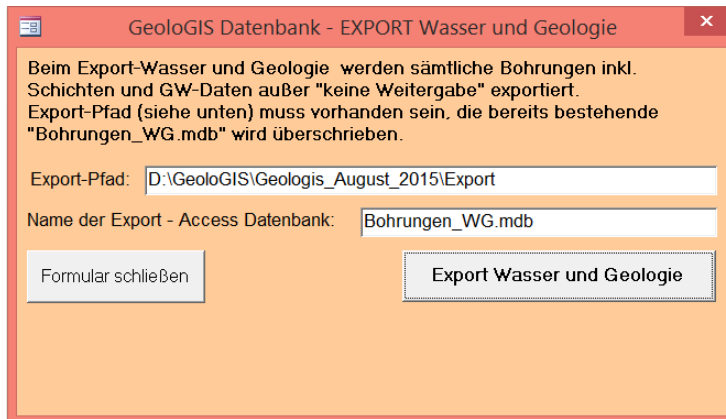 GeoloGIS Datenbank - EXPORT Wasser und Geologie
Beim Export-Wasser und Geologie werden sämtliche Bohrungen inkl.
Schichten und GW-Daten außer "keine Weitergabe" exportiert.
Export-Pfad (siehe unten) muss vorhanden sein, die bereits bestehende
"Bohrungen_WG.mdb" wird überschrieben.
Export-Pfad: D:\GeoloGIS\Geologis_August_2015\Export
Name der Export - Access Datenbank: Bohrungen_WG.mdb
Formular schließen Export Wasser und Geologie